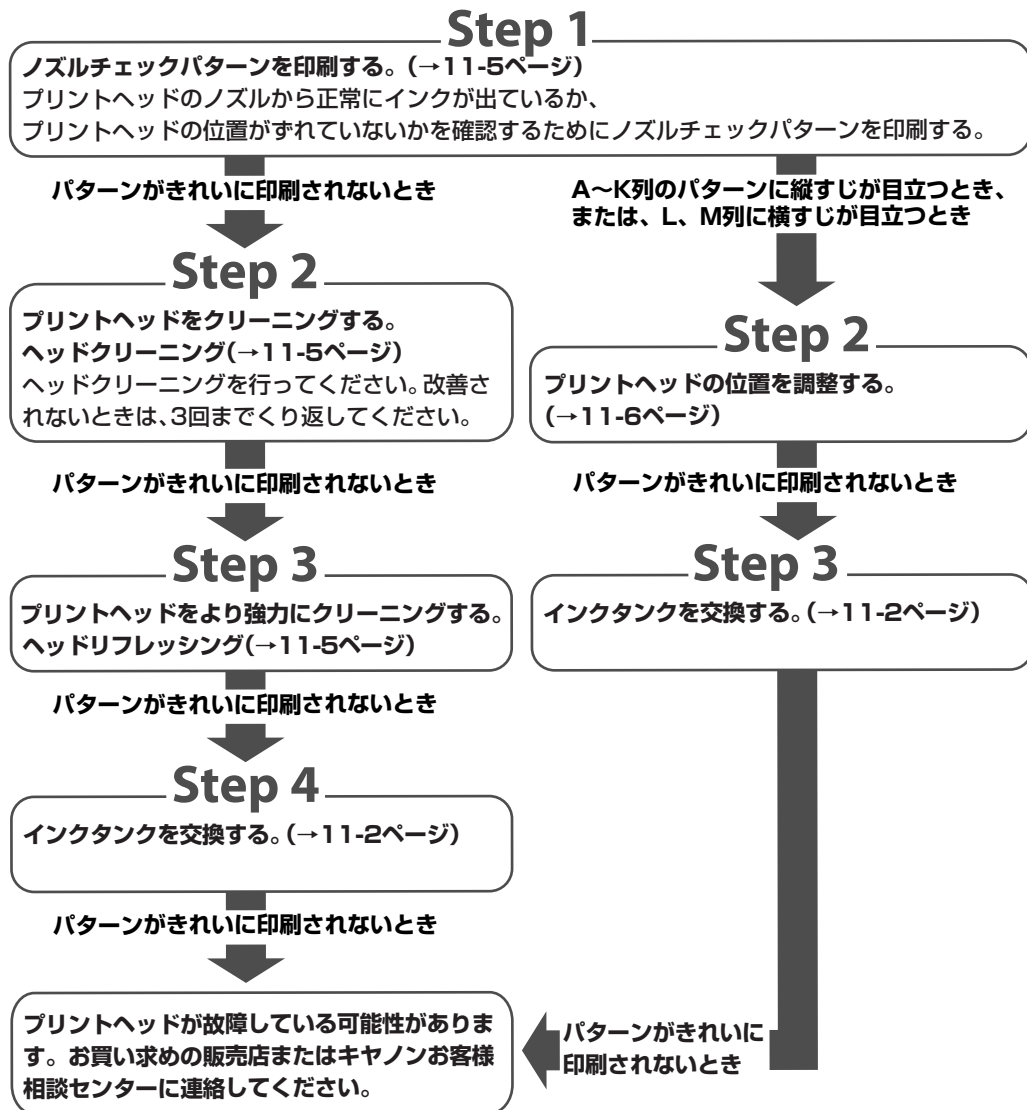 Step 1
ノズルチェックパターンを印刷する。(→11-5ページ)
プリントヘッドのノズルから正常にインクが出ているか、
プリントヘッドの位置がずれていないかを確認するためにノズルチェックパターンを印刷する。
パターンがきれいに印刷されないとき
Step 2
プリントヘッドをクリーニングする。
ヘッドクリーニング(→11-5ページ)
ヘッドクリーニングを行ってください。改善さ
れないときは、3回までくり返してください。
パターンがきれいに印刷されないとき
Step 3
プリントヘッドをより強力にクリーニングする。
ヘッドリフレッシング(→11-5ページ)
パターンがきれいに印刷されないとき
Step 4
インクタンクを交換する。(→11-2ページ)
パターンがきれいに印刷されないとき
A〜K列のパターンに縦すじが目立つとき、
または、L、M列に横すじが目立つとき
Step 2
プリントヘッドの位置を調整する。
(→11-6ページ)
パターンがきれいに印刷されないとき
Step 3
インクタンクを交換する。(→11-2ページ)
パターンがきれいに
印刷されないとき
プリントヘッドが故障している可能性がありま
す。お買い求めの販売店またはキヤノンお客様
相談センターに連絡してください。